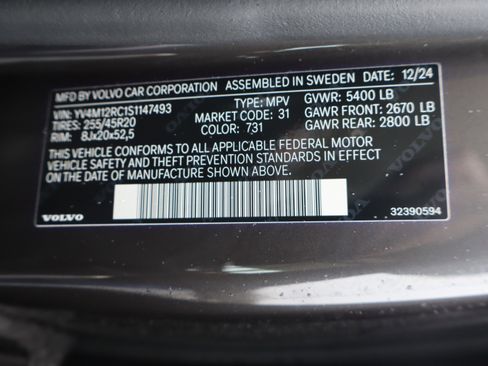 MFD BY VOLVO CAR CORPORATION ASSEMBLED IN SWEDEN DATE: 12/24
VIN: YV4M12RC1S1147493 TYPE: MPV GVWR: 5400 LB
TIRES: 255/45R20 MARKET CODE: 31 GAWR FRONT: 2670 LB
RIM: 8Jx20x52,5 COLOR: 731 GAWR REAR: 2800 LB
THIS VEHICLE CONFORMS TO ALL APPLICABLE FEDERAL MOTOR
VEHICLE SAFETY AND THEFT PREVENTION STANDARDS IN EFFECT
ON THE DATE OF MANUFACTURE SHOWN ABOVE.
VOLVO 32390594